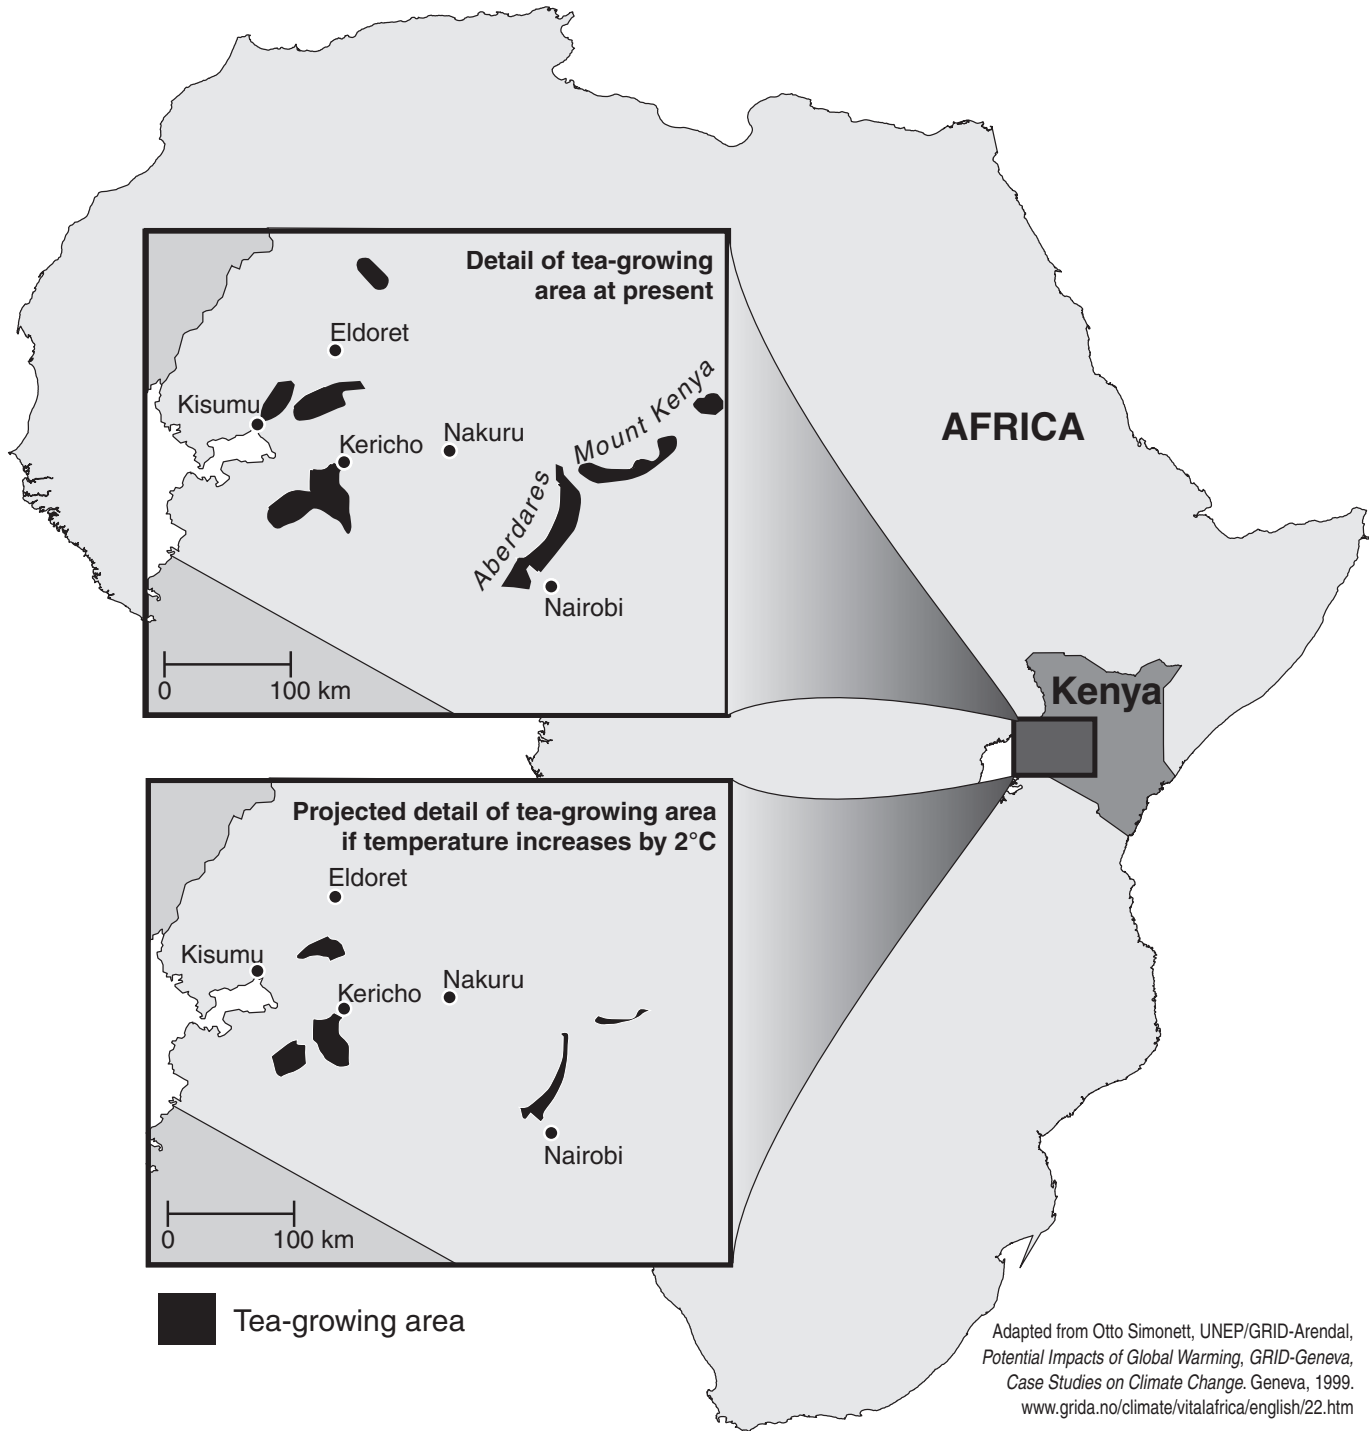 Detail of tea-growing
area at present
Eldoret
Kisumu
Kericho
Nakuru
Mount Kenya
Aberdares
Nairobi
0 100 km
AFRICA
Kenya
Projected detail of tea-growing area
if temperature increases by 2°C
Eldoret
Kisumu
Kericho
Nakuru
Nairobi
0 100 km
Tea-growing area
Adapted from Otto Simonett, UNEP/GRID-Arendal,
Potential Impacts of Global Warming, GRID-Geneva,
Case Studies on Climate Change. Geneva, 1999.
www.grida.no/climate/vitalafrica/english/22.htm